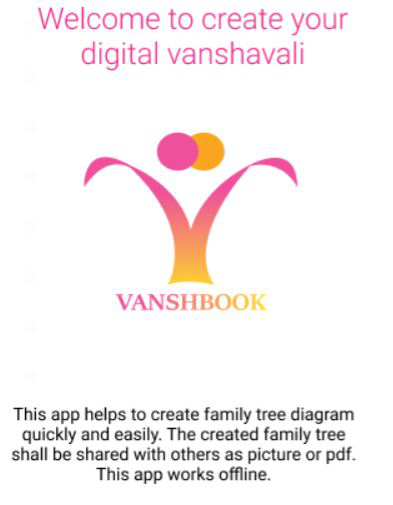 Welcome to create your
digital vanshavali
VANSHBOOK
This app helps to create family tree diagram
quickly and easily. The created family tree
shall be shared with others as picture or pdf.
This app works offline.